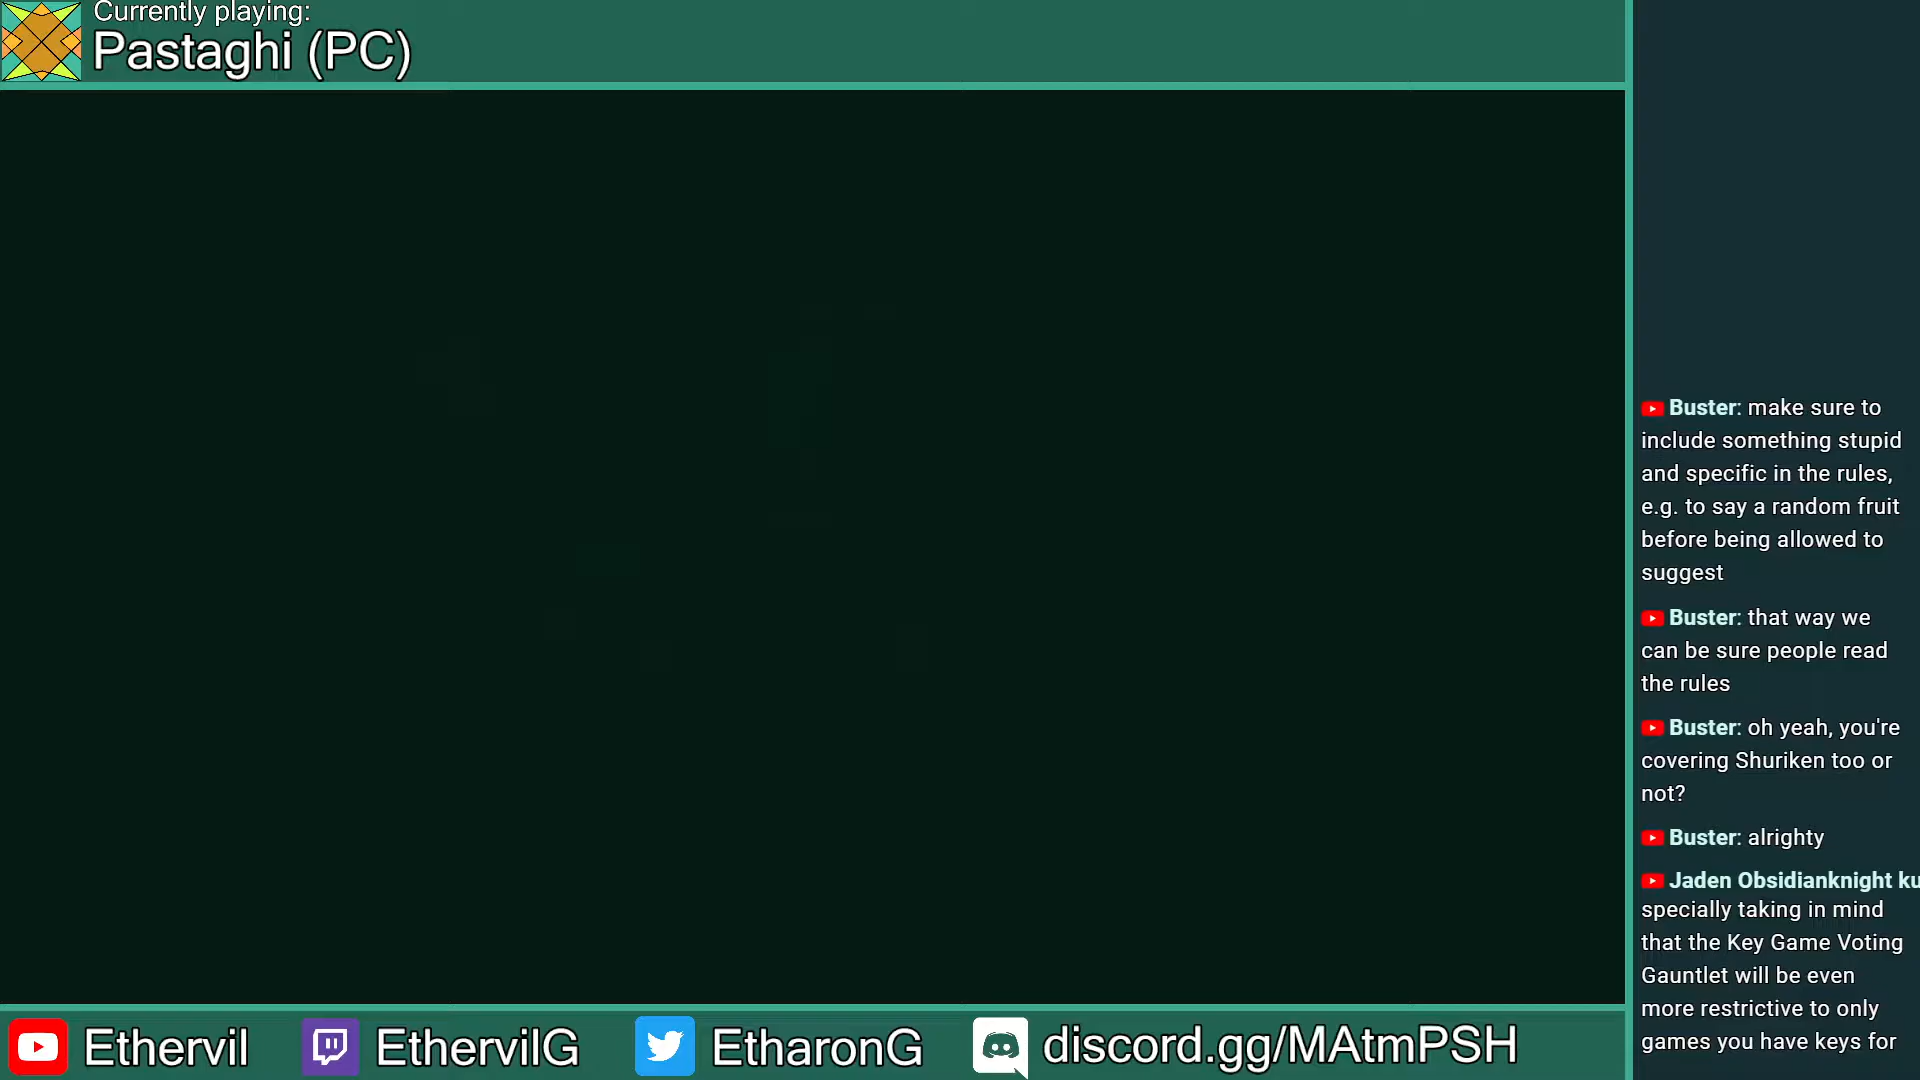 Currently playing:
Pastaghi (PC)
Buster: make sure to
include something stupid
and specific in the rules,
e.g. to say a random fruit
before being allowed to
suggest
Buster: that way we
can be sure people read
the rules
Buster: oh yeah, you're
covering Shuriken too or
not?
Buster: alrighty
Jaden Obsidianknight ku
specially taking in mind
that the Key Game Voting
Gauntlet will be even
more restrictive to only
games you have keys for
Ethervil
EthervilG
EtharonG
discord.gg/MAtmPSH